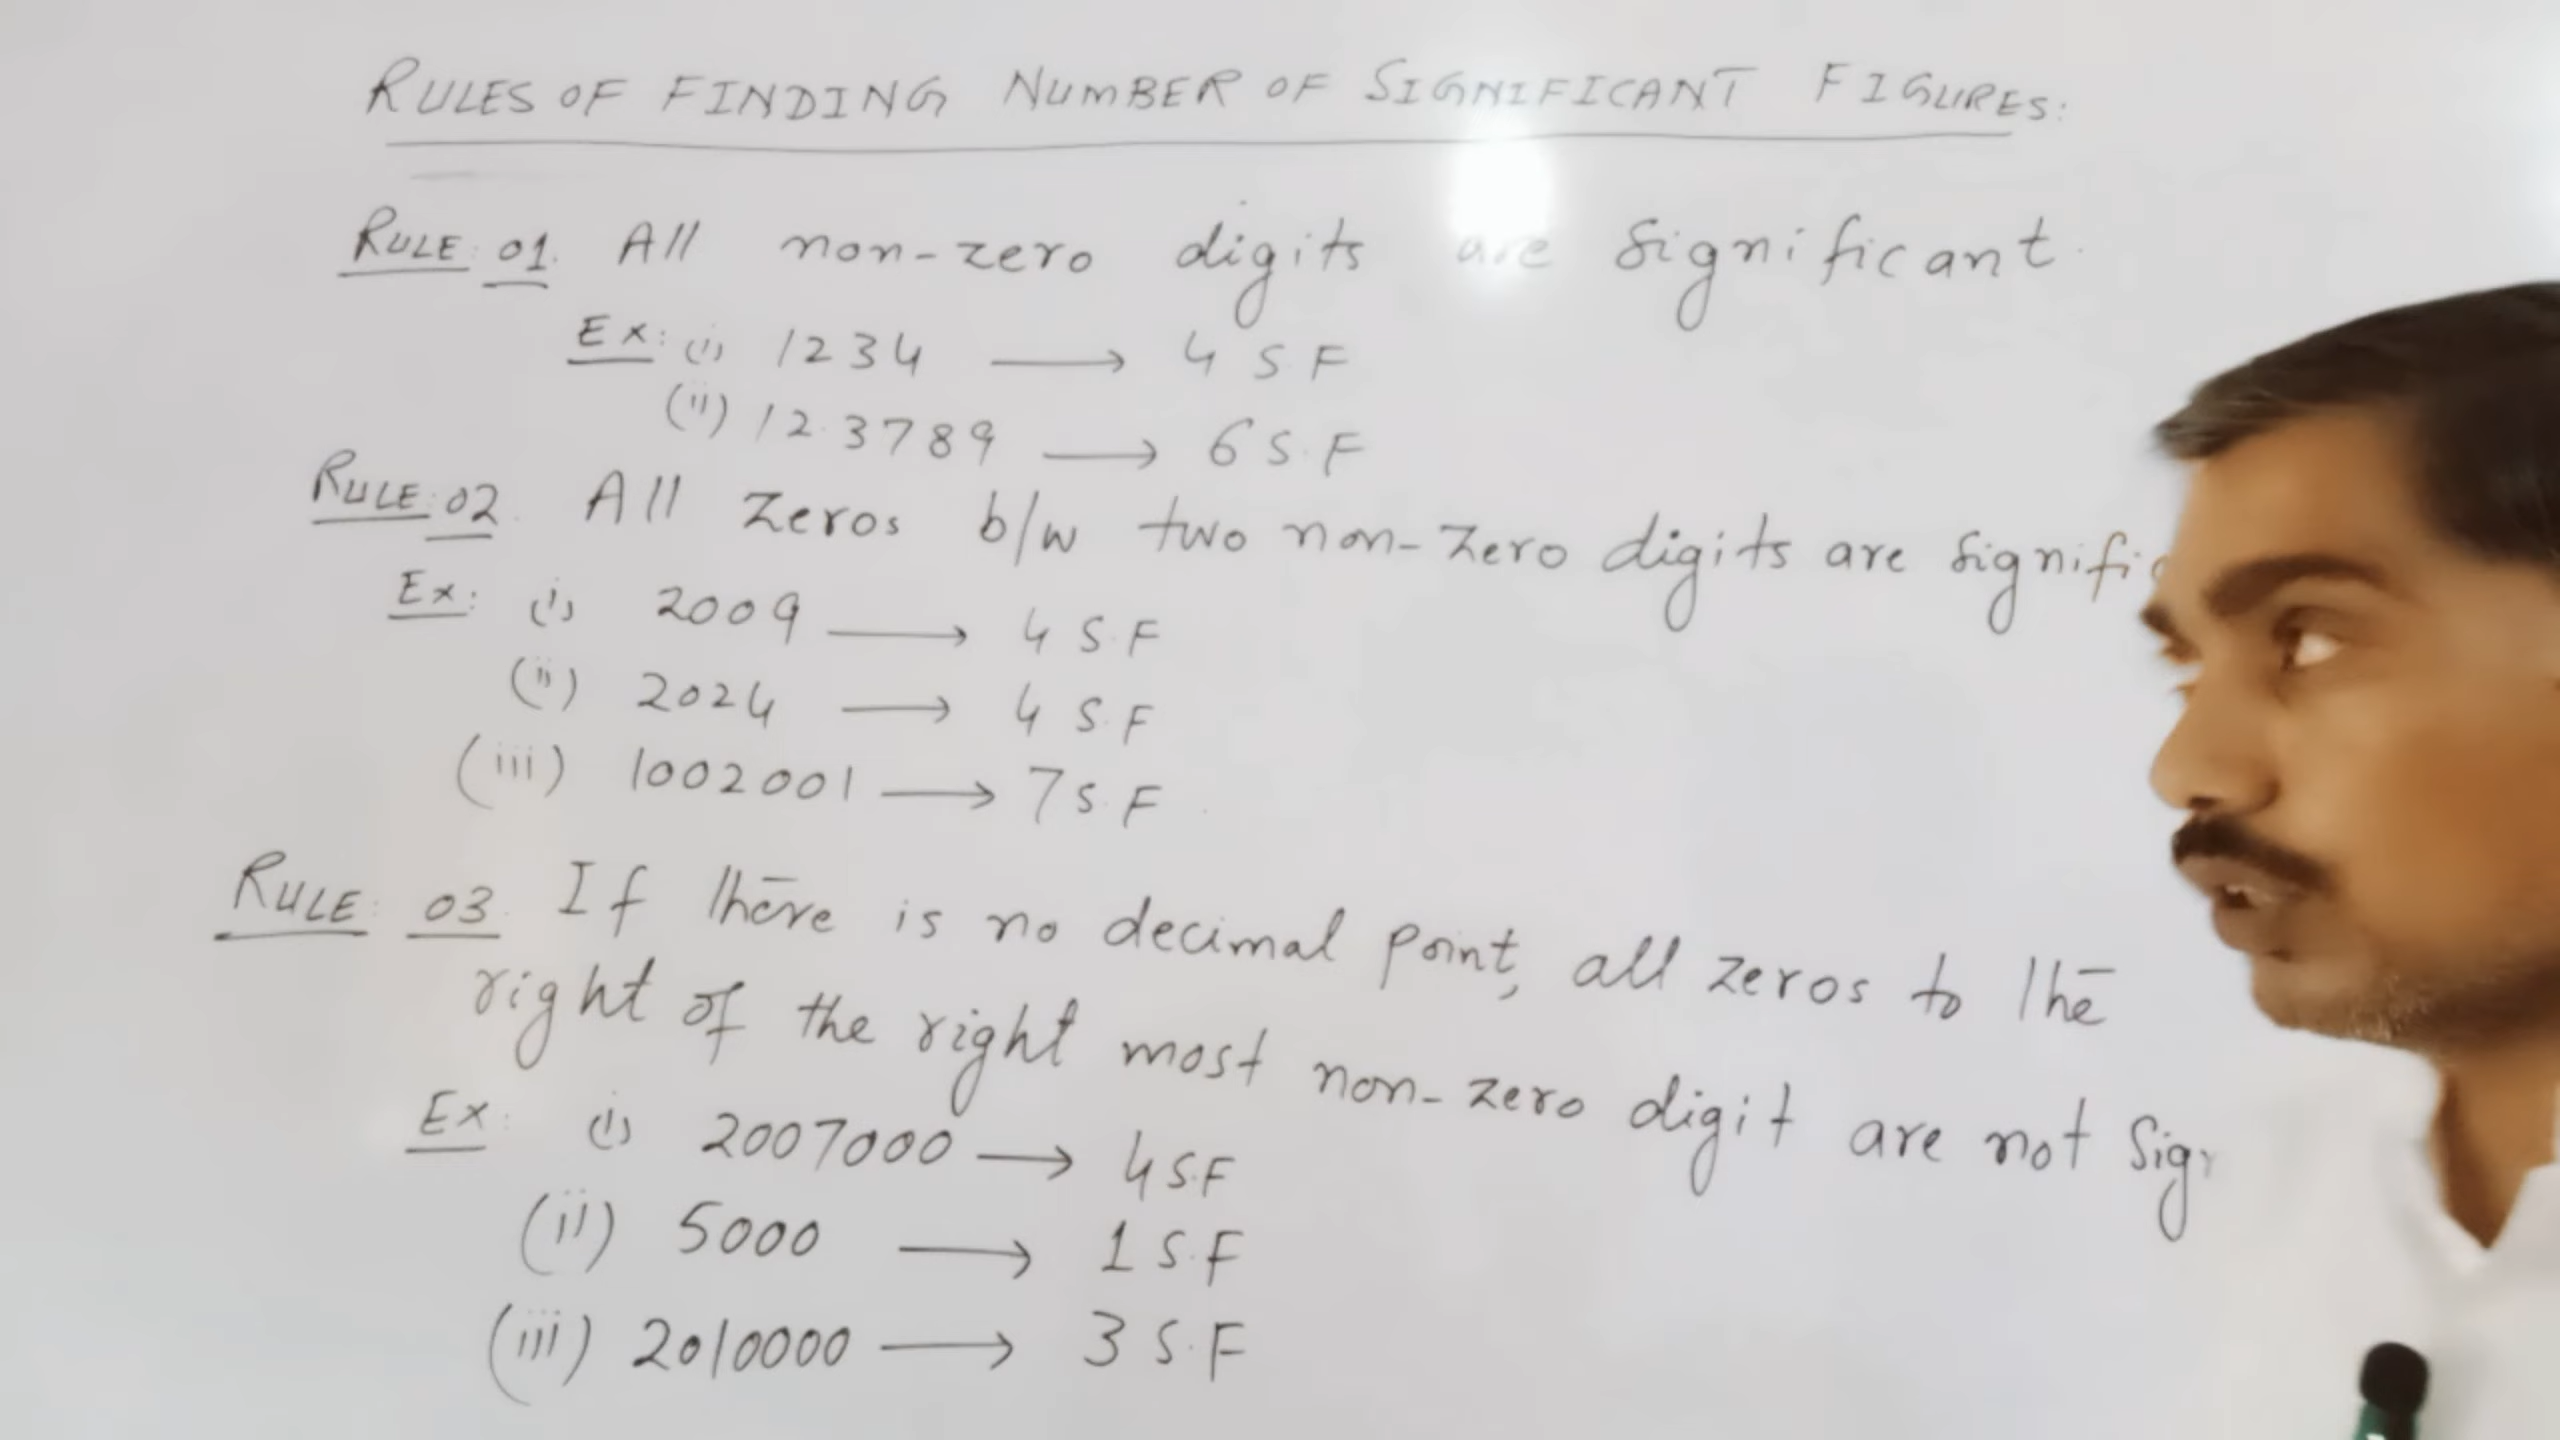 RULES OF FINDING NUMBER OF SIGNIFICANT FIGURES:
RULE: 01. All non-zero digits are significant.
Ex: (i) 1234 → 4 S.F
(ii) 12.3789 → 6 S.F
RULE: 02. All zeros b/w two non-zero digits are signific
Ex: (i) 2009 → 4 S.F
(ii) 2024 → 4 S.F
(iii) 1002001 → 7 S.F
RULE: 03. If there is no decimal point, all zeros to the
right of the right most non-zero digit are not sig
Ex: (i) 2007000 → 4 S.F
(ii) 5000 → 1 S.F
(iii) 2010000 → 3 S.F